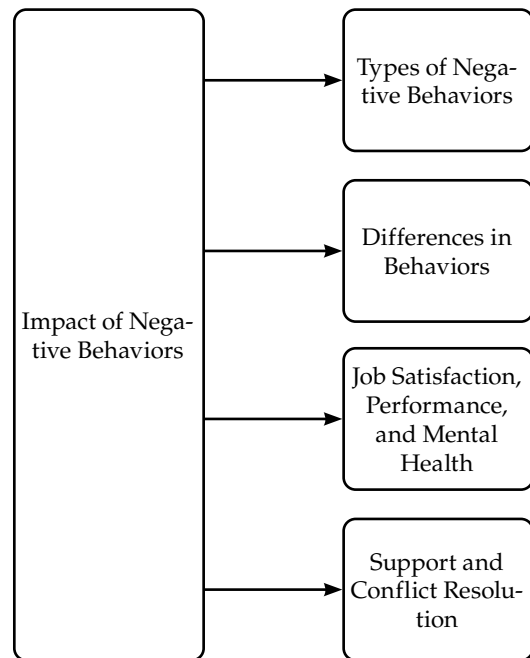 Types of Nega-
tive Behaviors
Differences in
Behaviors
Impact of Nega-
tive Behaviors
Job Satisfaction,
Performance,
and Mental
Health
Support and
Conflict Resolu-
tion